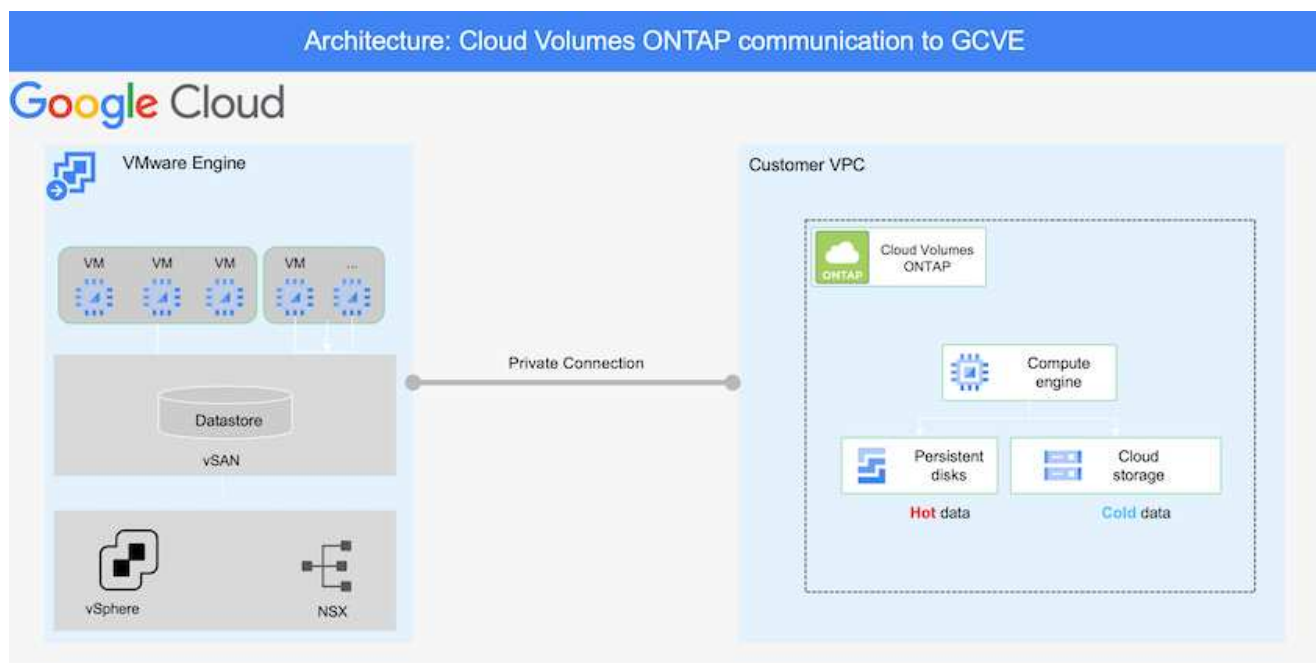 Architecture: Cloud Volumes ONTAP communication to GCVE
Google Cloud
VMware Engine
VM VM VM VM ...
Datastore
vSAN
vSphere
NSX
Private Connection
Customer VPC
ONTAP
Cloud Volumes
ONTAP
Compute
engine
Persistent
disks
Hot data
Cloud
storage
Cold data